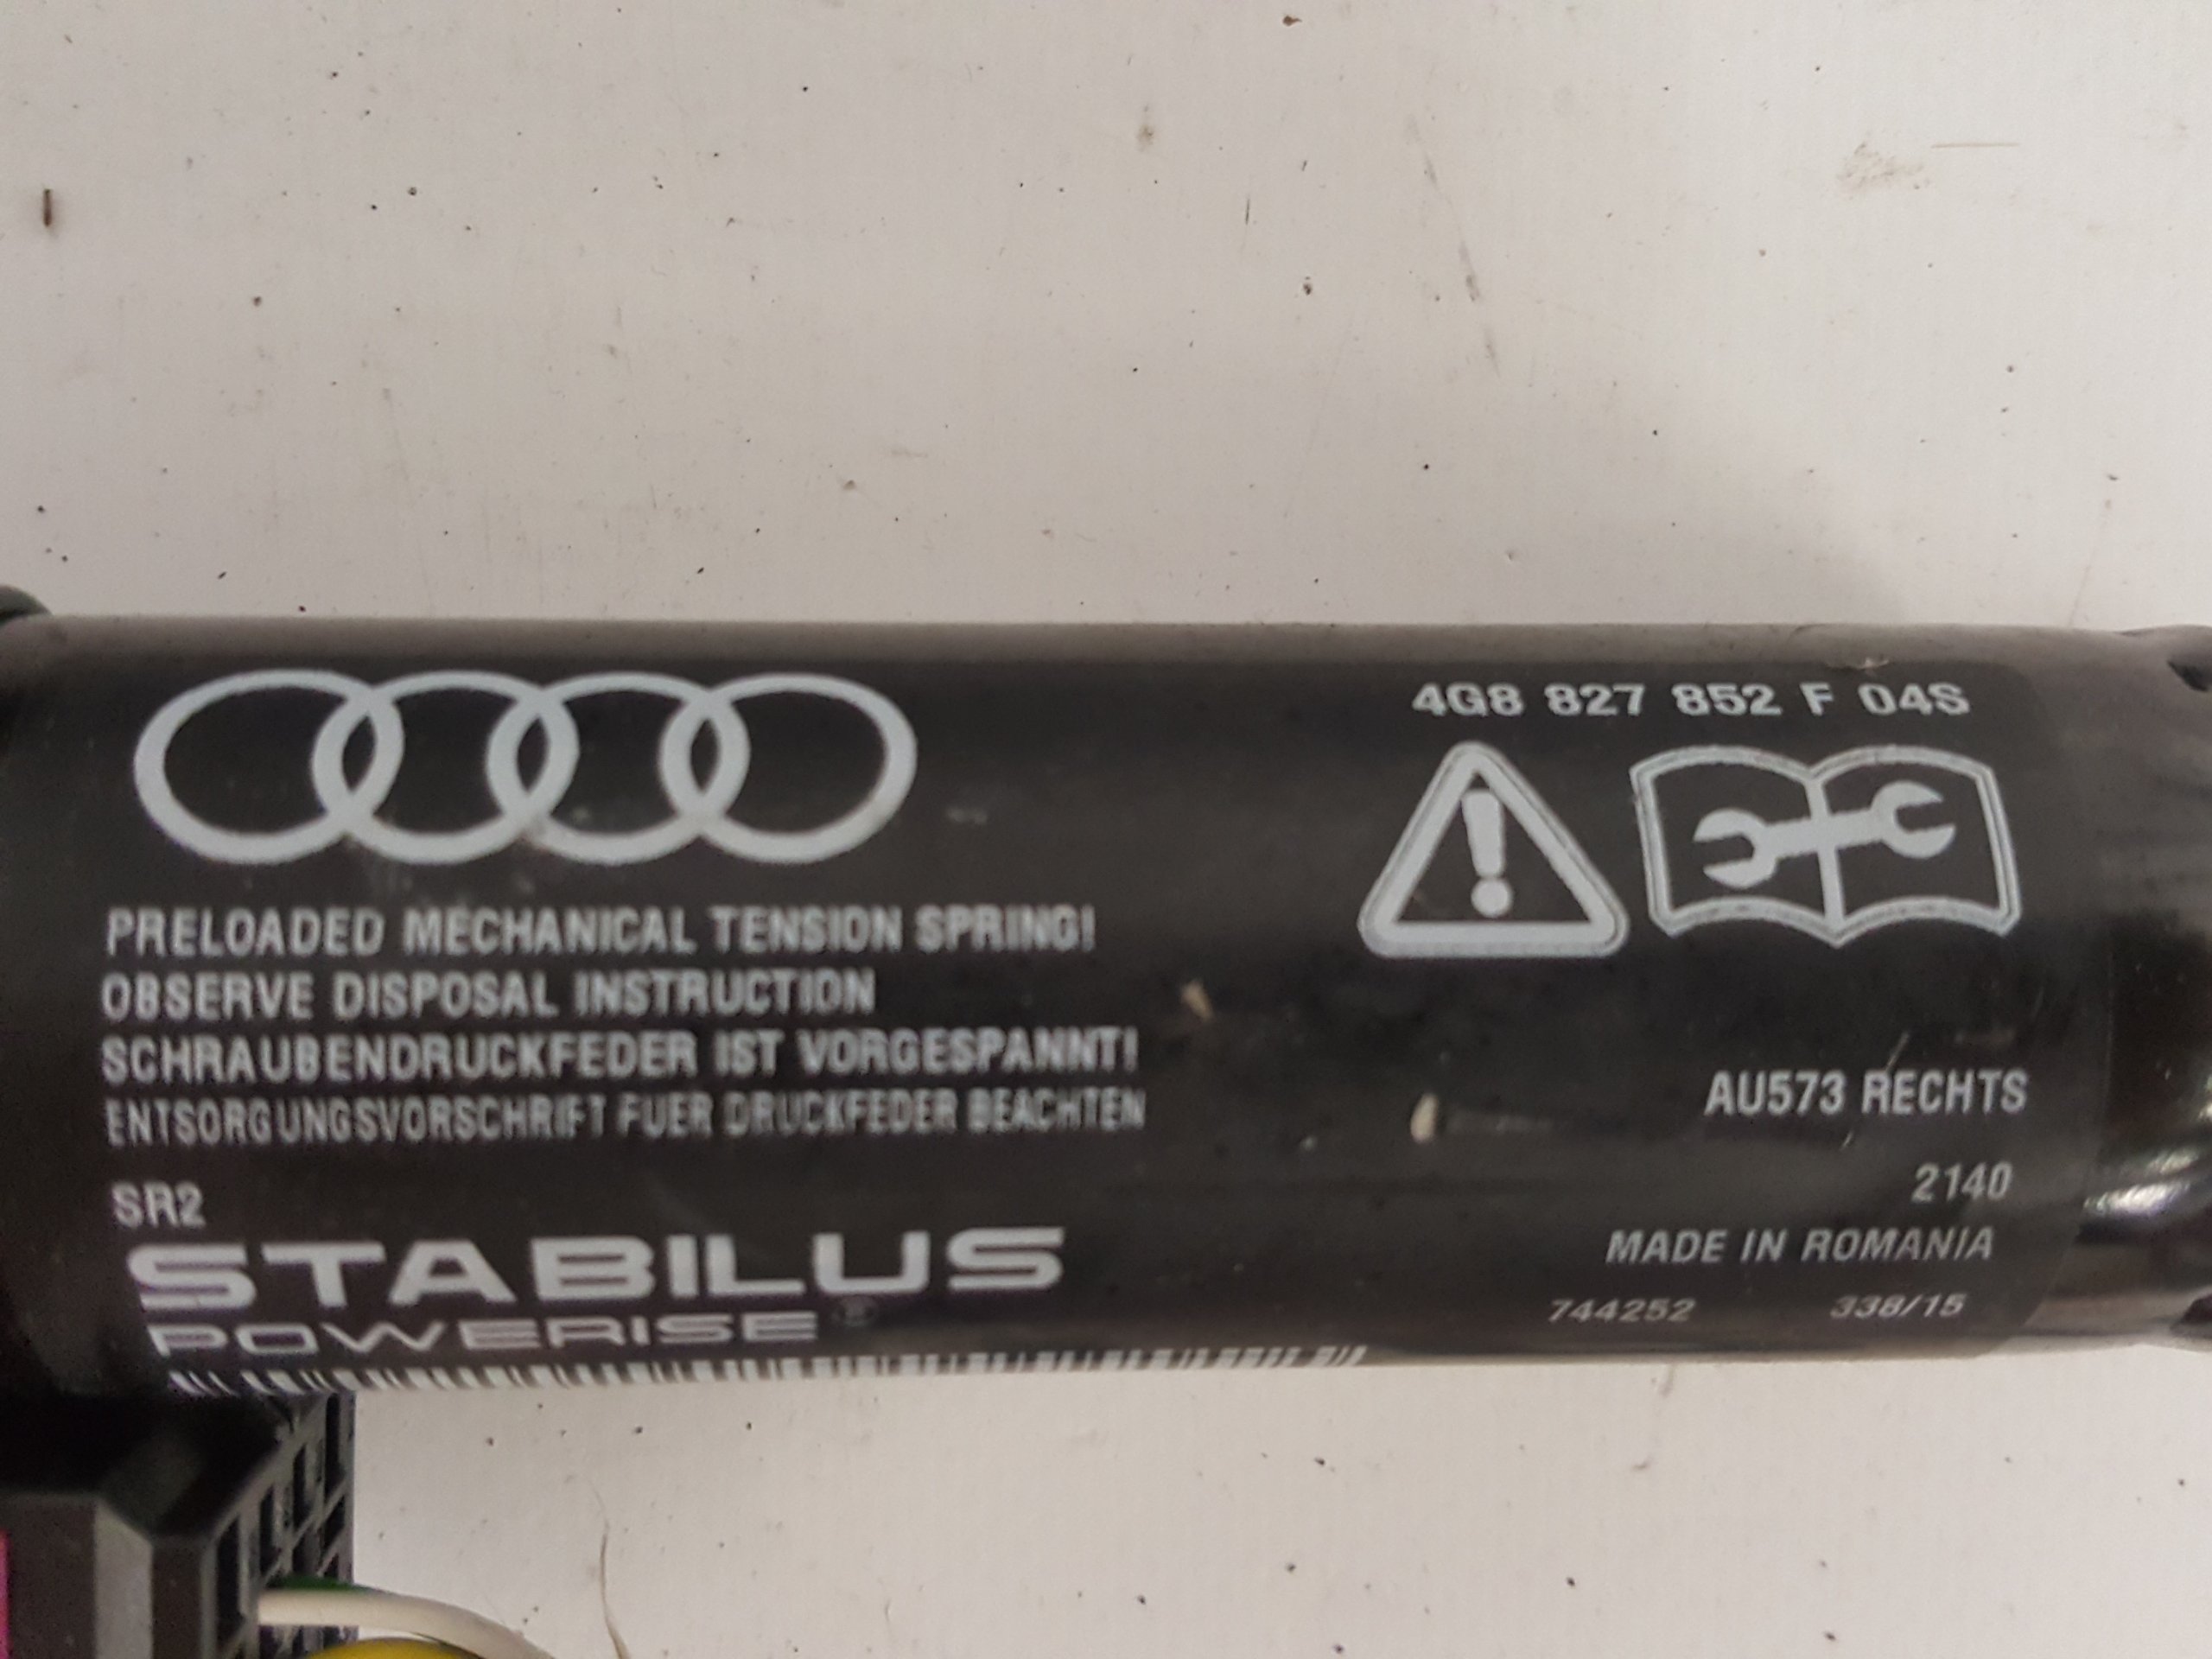 4G8 827 852 F 04S
PRELOADED MECHANICAL TENSION SPRING!
OBSERVE DISPOSAL INSTRUCTION
SCHRAUBENDRUCKFEDER IST VORGESPANNT!
ENTSORGUNGSVORSCHRIFT FUER DRUCKFEDER BEACHTEN
SR2
STABILUS
POWERISE®
AU573 RECHTS
2140
MADE IN ROMANIA
744252 338/15